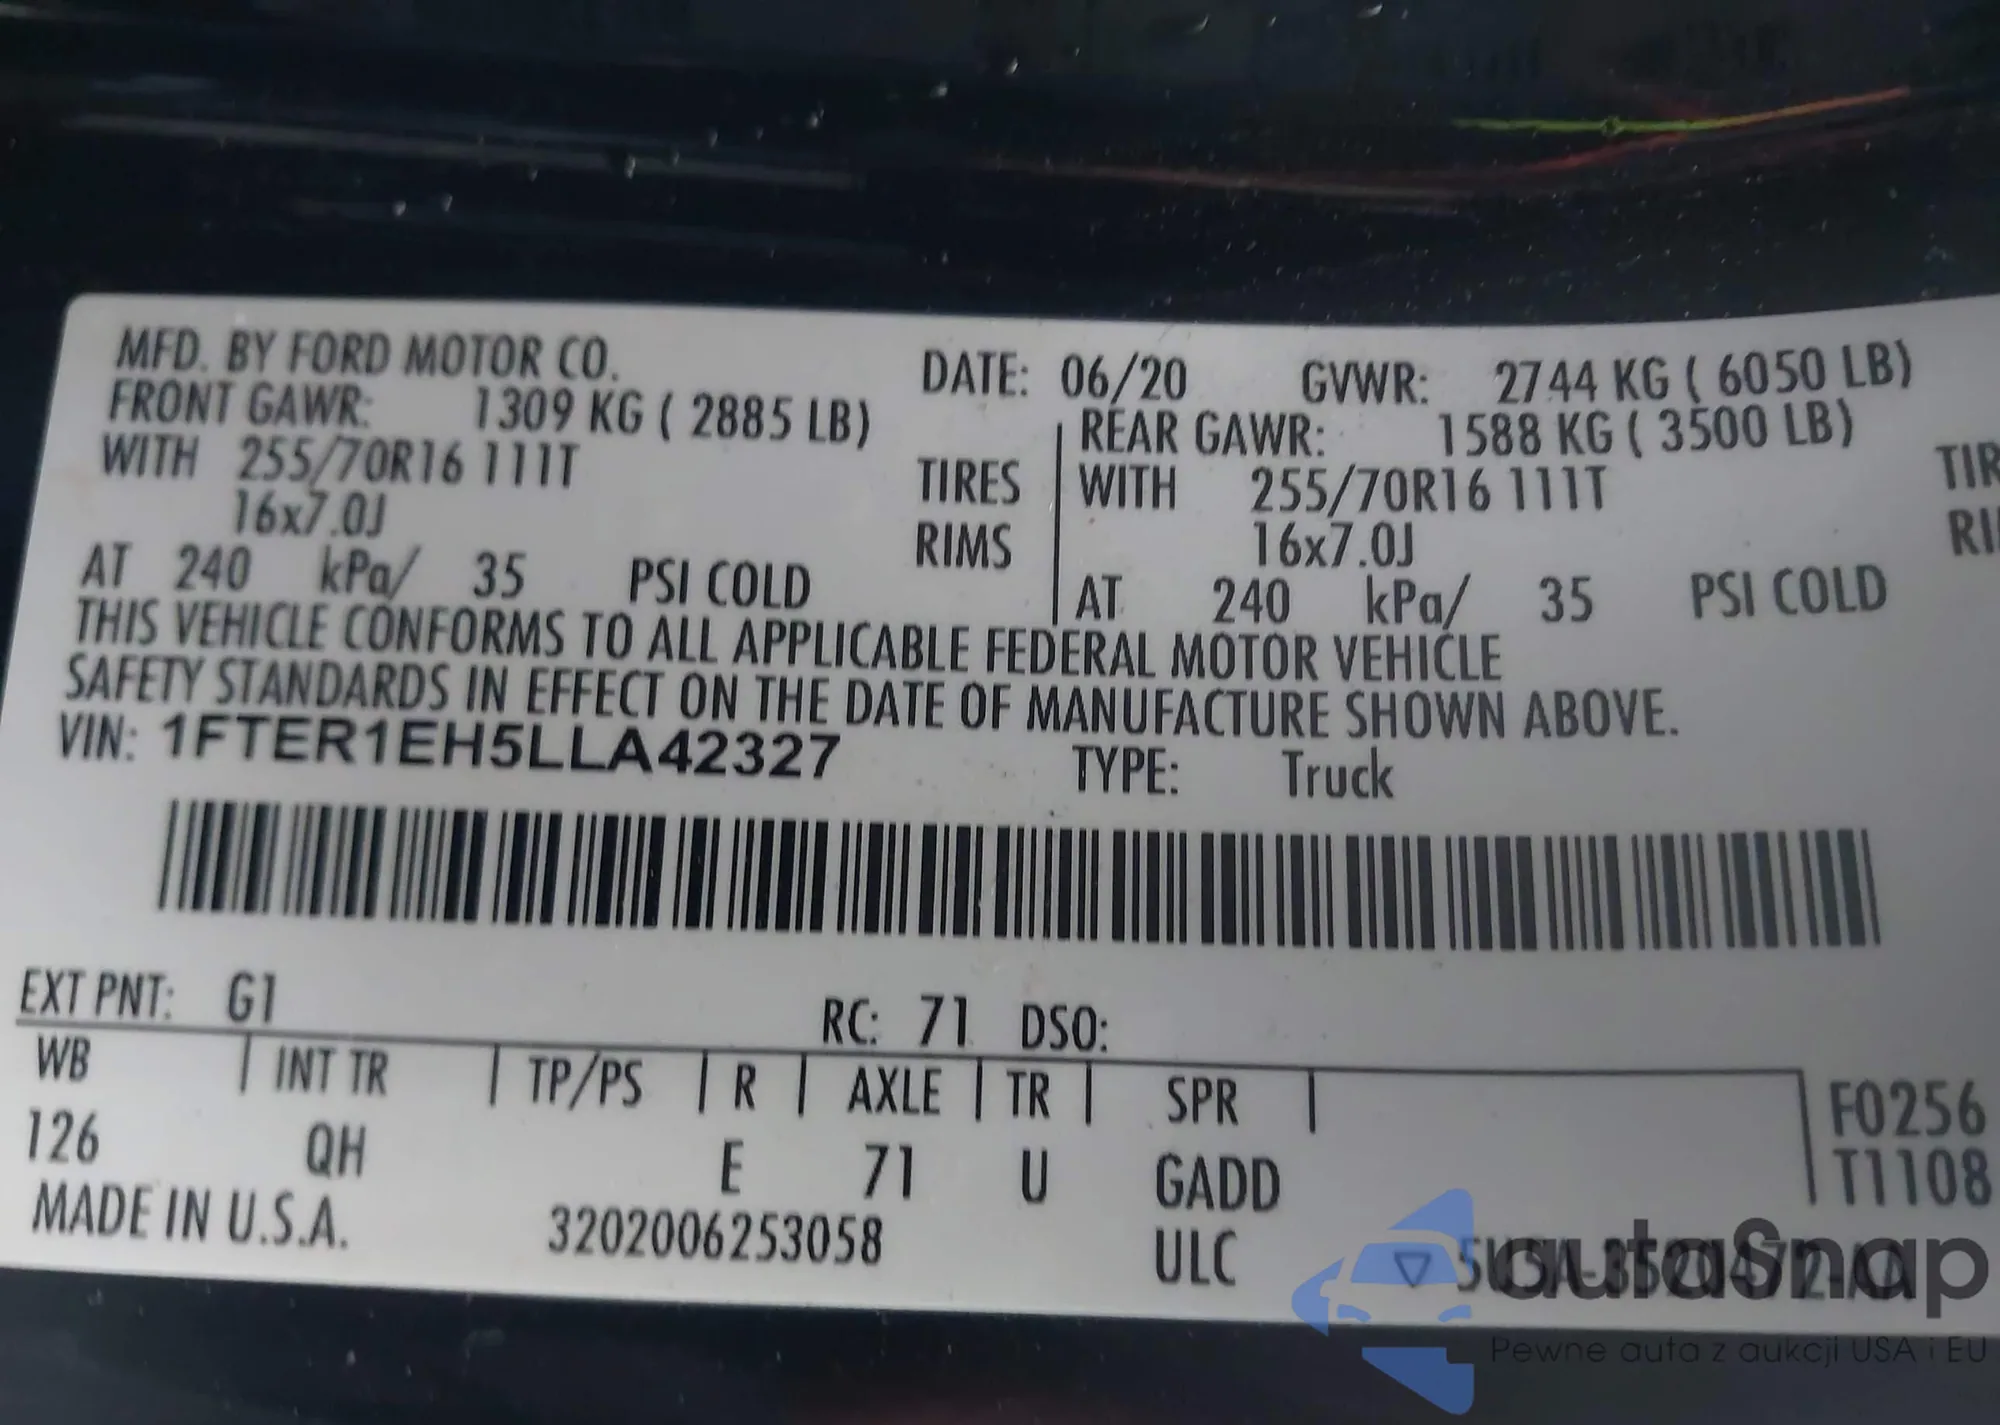 MFD. BY FORD MOTOR CO. DATE: 06/20 GVWR: 2744 KG ( 6050 LB)
FRONT GAWR: 1309 KG ( 2885 LB) REAR GAWR: 1588 KG ( 3500 LB)
WITH 255/70R16 111T TIRES WITH 255/70R16 111T TIR
16x7.0J RIMS 16x7.0J RI
AT 240 kPa/ 35 PSI COLD AT 240 kPa/ 35 PSI COLD
THIS VEHICLE CONFORMS TO ALL APPLICABLE FEDERAL MOTOR VEHICLE
SAFETY STANDARDS IN EFFECT ON THE DATE OF MANUFACTURE SHOWN ABOVE.
VIN: 1FTER1EH5LLA42327 TYPE: Truck
EXT PNT: G1 RC: 71 DSO:
WB | INT TR | TP/PS | R | AXLE | TR | SPR | F0256
126 QH E 71 U GADD T1108
MADE IN U.S.A. 3202006253058 ULC ▽ 5U5A-3520472-AA
autoSnap
Pewne auta z aukcji USA i EU